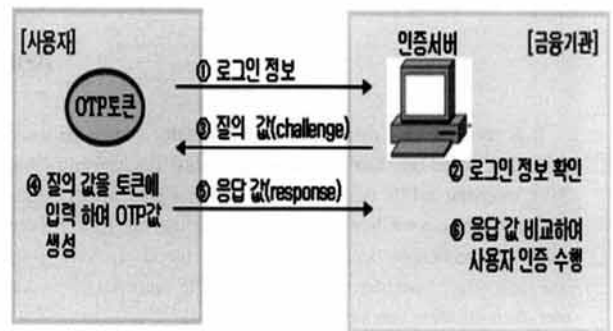 [사용자]
인증서버
[금융기관]
OTP토큰
① 로그인 정보
② 로그인 정보 확인
③ 질의 값(challenge)
④ 질의 값을 토큰에
입력 하여 OTP값
생성
⑤ 응답 값(response)
⑥ 응답 값 비교하여
사용자 인증 수행